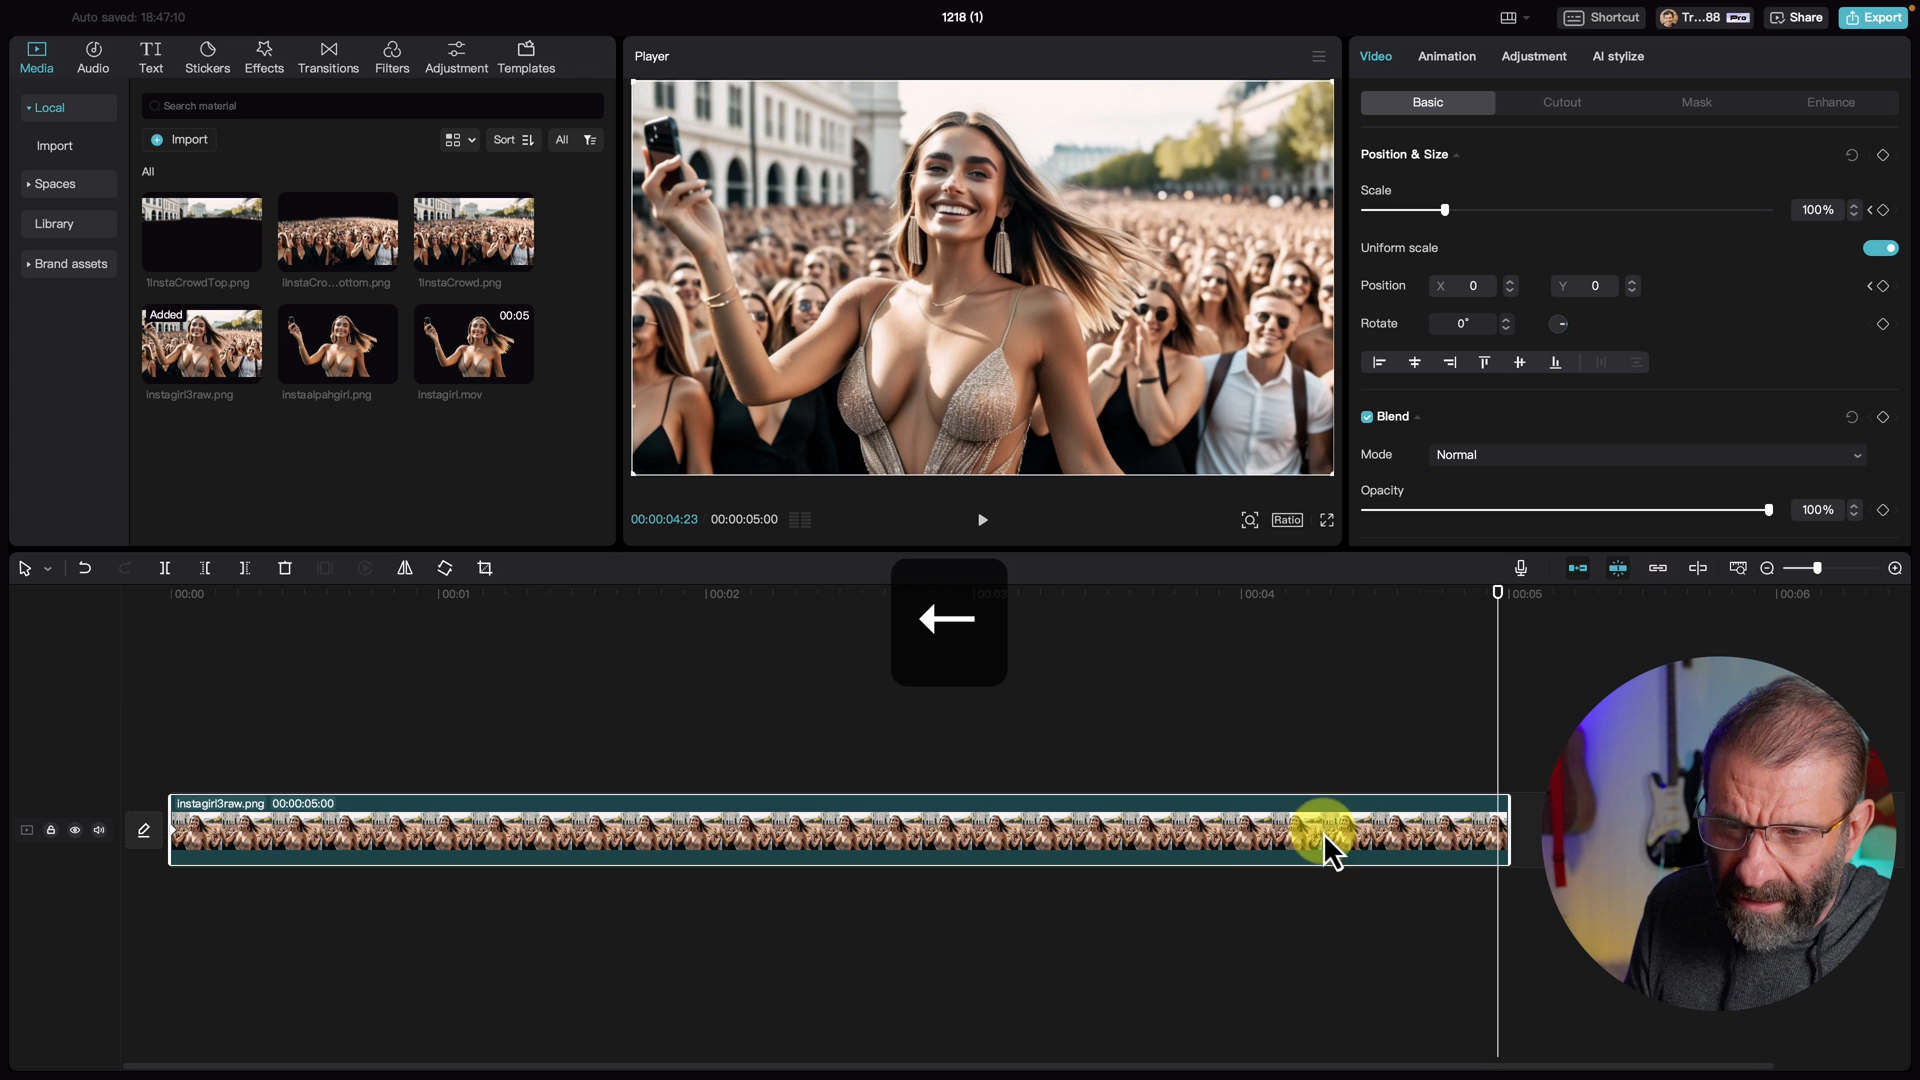 Auto saved: 18:47:10
1218 (1)
Shortcut
Tr...88
Pro
Share
Export
Media
Audio
Text
Stickers
Effects
Transitions
Filters
Adjustment
Templates
Local
Import
Spaces
Library
Brand assets
Search material
Import
Sort
All
All
1InstaCrowdTop.png
iInstaCro...ottom.png
1InstaCrowd.png
Added
00:05
instagirl3raw.png
instaalpahgirl.png
Instagirl.mov
Player
00:00:04:23
00:00:05:00
Ratio
Video
Animation
Adjustment
AI stylize
Basic
Cutout
Mask
Enhance
Position & Size
Scale
100%
Uniform scale
Position
X 0
Y 0
Rotate
0°
Blend
Mode
Normal
Opacity
100%
00:00
00:01
00:02
00:03
00:04
00:05
00:06
instagirl3raw.png 00:00:05:00